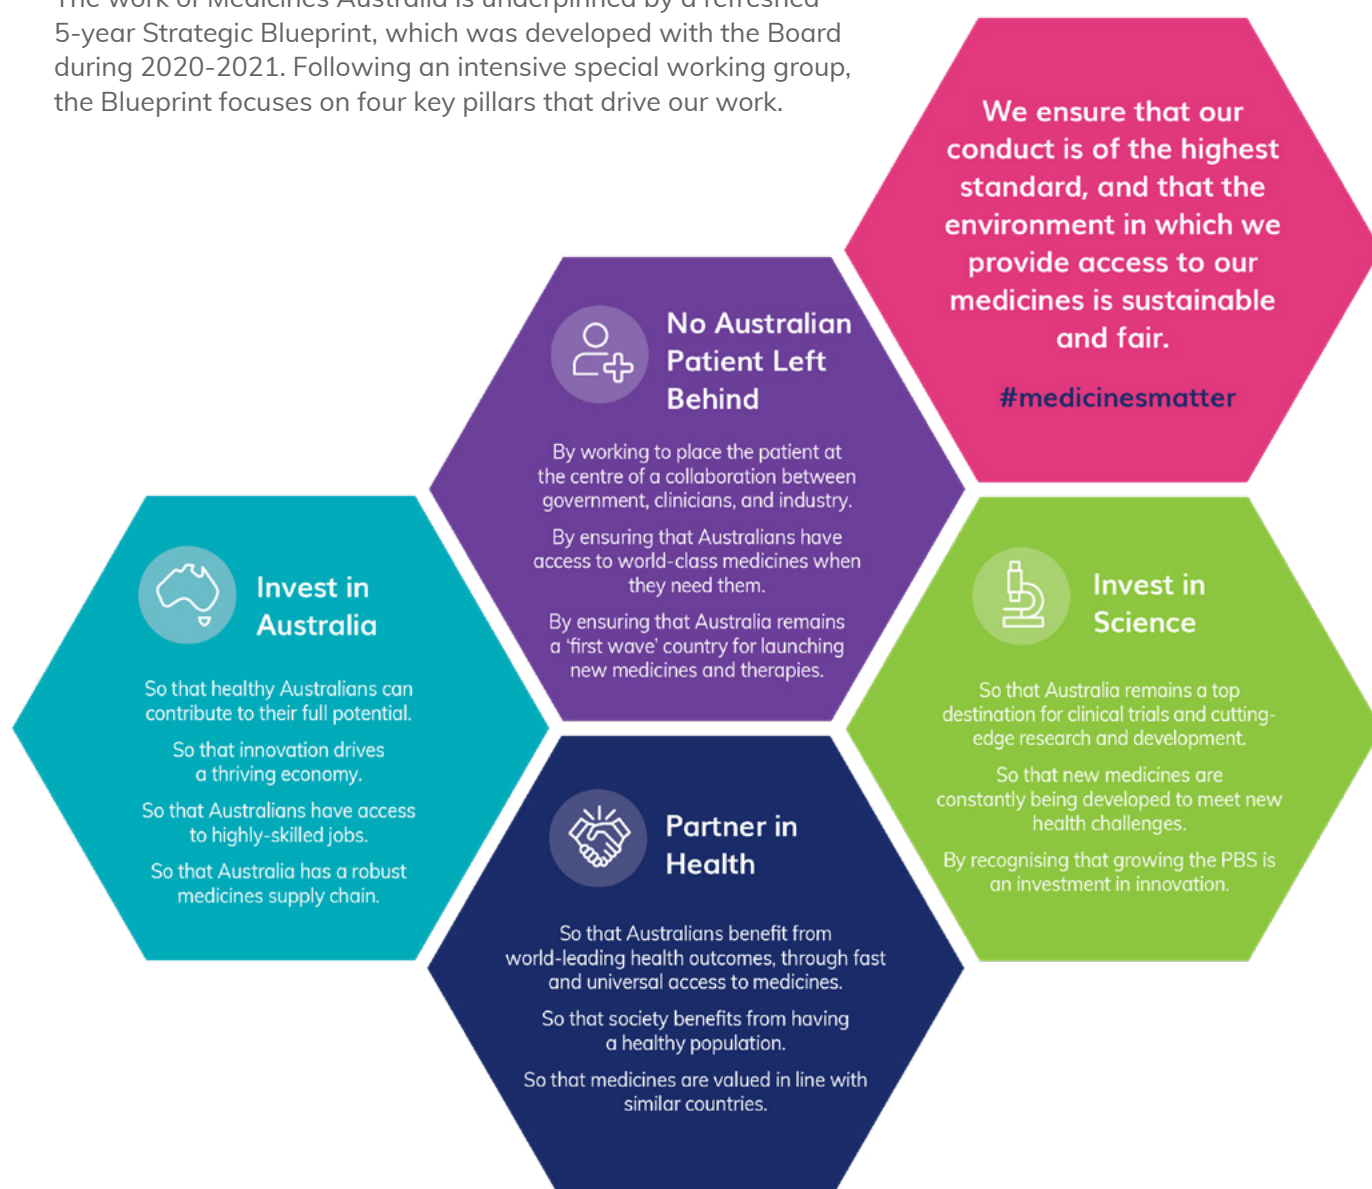 The work of Medicines Australia is underpinned by a refreshed
5-year Strategic Blueprint, which was developed with the Board
during 2020-2021. Following an intensive special working group,
the Blueprint focuses on four key pillars that drive our work.
We ensure that our
conduct is of the highest
standard, and that the
environment in which we
provide access to our
medicines is sustainable
and fair.
#medicinesmatter
No Australian
Patient Left
Behind
By working to place the patient at
the centre of a collaboration between
government, clinicians, and industry.
By ensuring that Australians have
access to world-class medicines when
they need them.
By ensuring that Australia remains
a ‘first wave’ country for launching
new medicines and therapies.
Invest in
Australia
So that healthy Australians can
contribute to their full potential.
So that innovation drives
a thriving economy.
So that Australians have access
to highly-skilled jobs.
So that Australia has a robust
medicines supply chain.
Invest in
Science
So that Australia remains a top
destination for clinical trials and cutting-
edge research and development.
So that new medicines are
constantly being developed to meet new
health challenges.
By recognising that growing the PBS is
an investment in innovation.
Partner in
Health
So that Australians benefit from
world-leading health outcomes, through fast
and universal access to medicines.
So that society benefits from having
a healthy population.
So that medicines are valued in line with
similar countries.